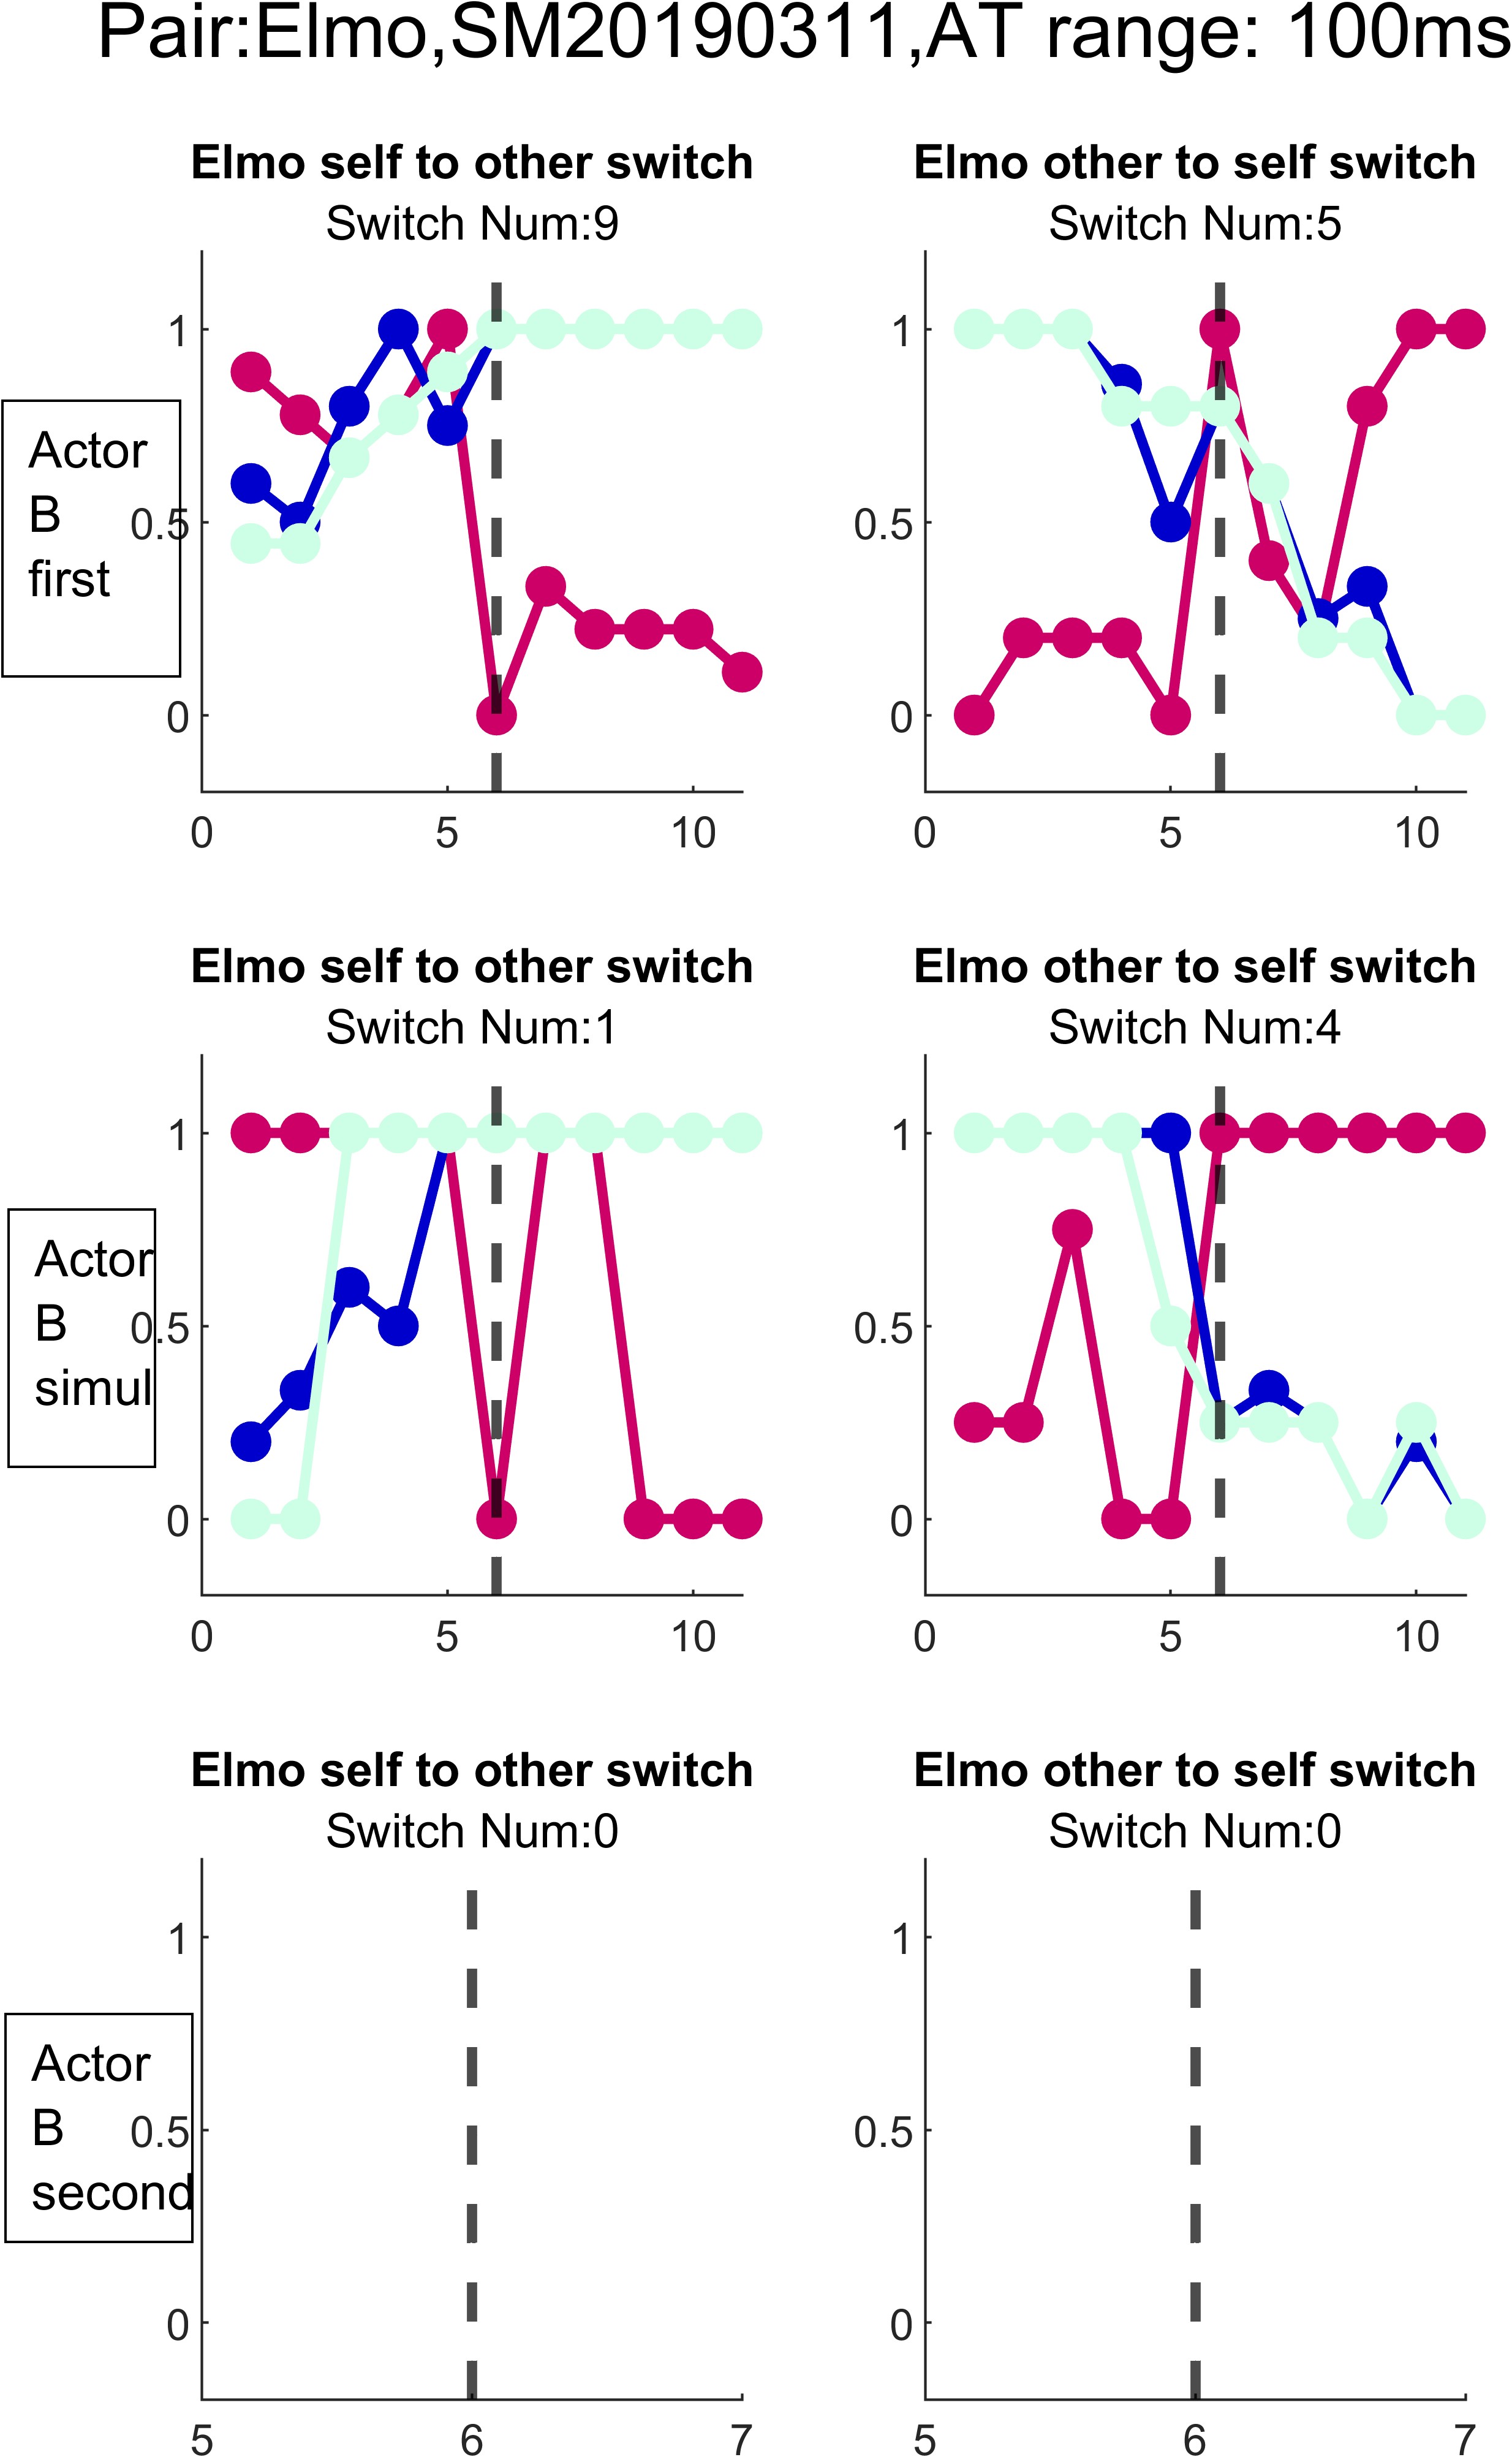 Pair:Elmo,SM20190311,AT range: 100ms
Elmo self to other switch
Switch Num:9
Elmo other to self switch
Switch Num:5
Actor
B
first
1
0.5
0
0 5 10
1
0.5
0
0 5 10
Elmo self to other switch
Switch Num:1
Elmo other to self switch
Switch Num:4
Actor
B
simul
1
0.5
0
0 5 10
1
0.5
0
0 5 10
Elmo self to other switch
Switch Num:0
Elmo other to self switch
Switch Num:0
Actor
B
second
1
0.5
0
5 6 7
1
0.5
0
5 6 7